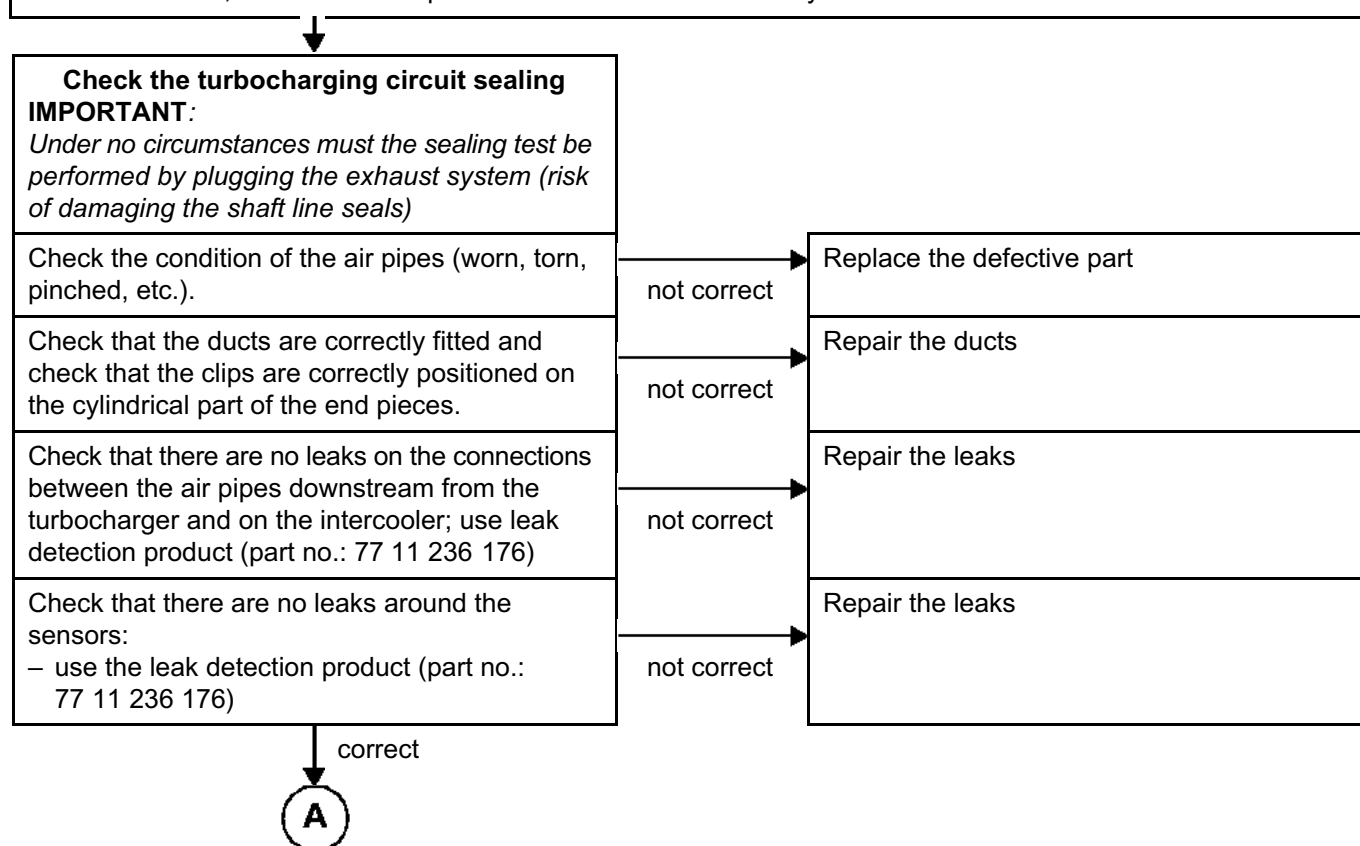 Check the turbocharging circuit sealing
IMPORTANT:
Under no circumstances must the sealing test be
performed by plugging the exhaust system (risk
of damaging the shaft line seals)
Check the condition of the air pipes (worn, torn,
pinched, etc.).
not correct
Replace the defective part
Check that the ducts are correctly fitted and
check that the clips are correctly positioned on
the cylindrical part of the end pieces.
not correct
Repair the ducts
Check that there are no leaks on the connections
between the air pipes downstream from the
turbocharger and on the intercooler; use leak
detection product (part no.: 77 11 236 176)
not correct
Repair the leaks
Check that there are no leaks around the
sensors:
– use the leak detection product (part no.:
77 11 236 176)
not correct
Repair the leaks
correct
A